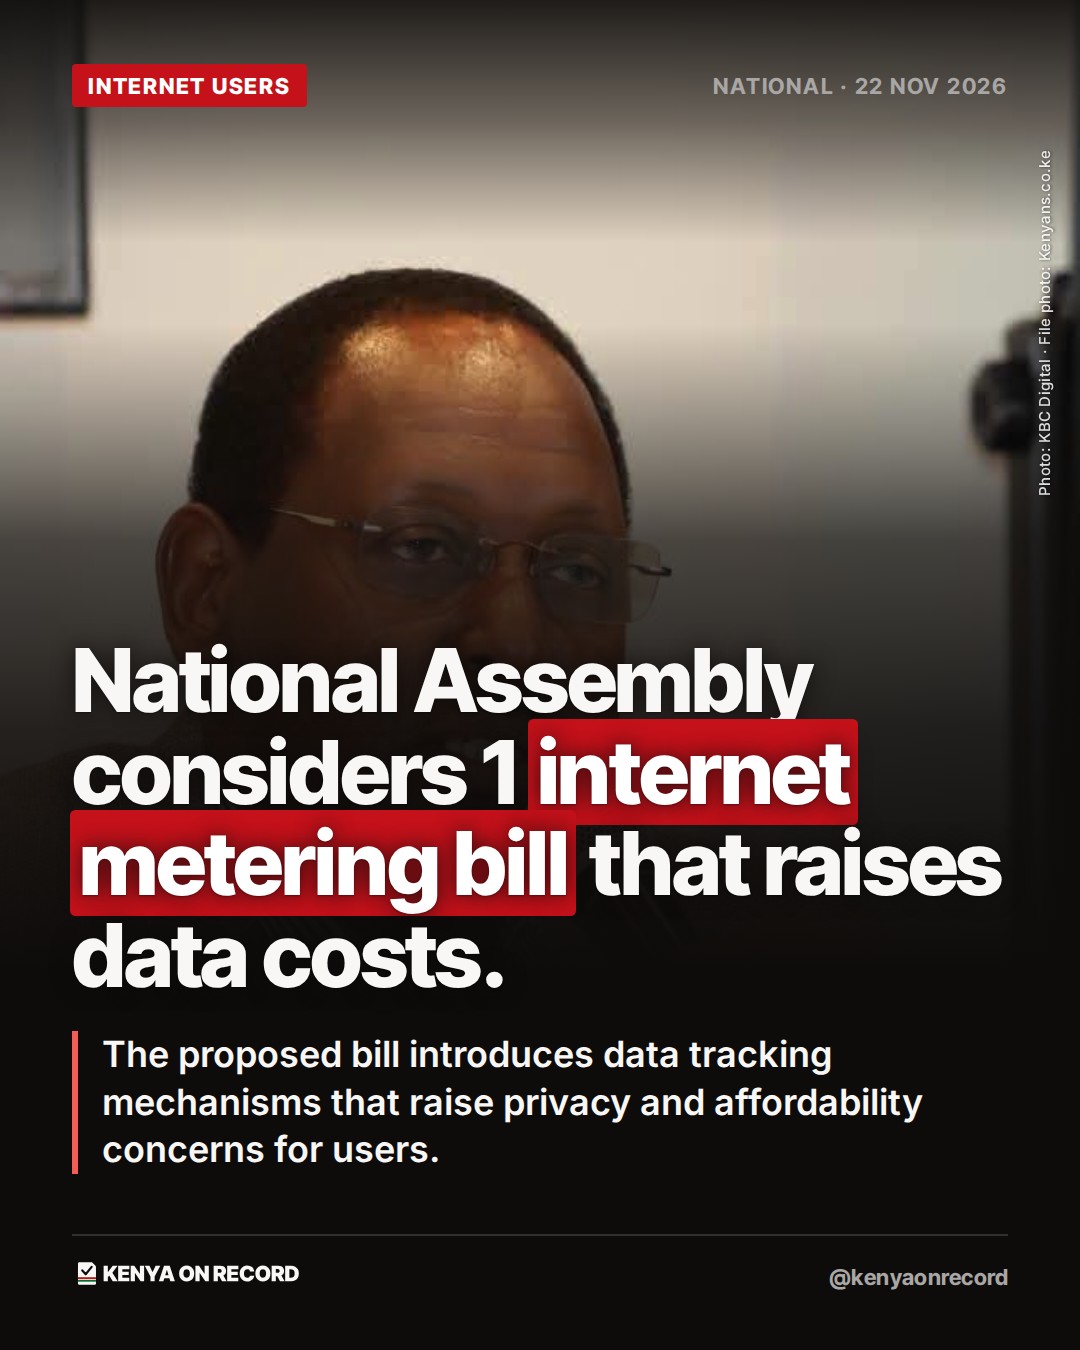 INTERNET USERS
NATIONAL · 22 NOV 2026
Photo: KBC Digital · File photo: Kenyans.co.ke
National Assembly
considers 1 internet
metering bill that raises
data costs.
The proposed bill introduces data tracking
mechanisms that raise privacy and affordability
concerns for users.
KENYA ON RECORD
@kenyaonrecord